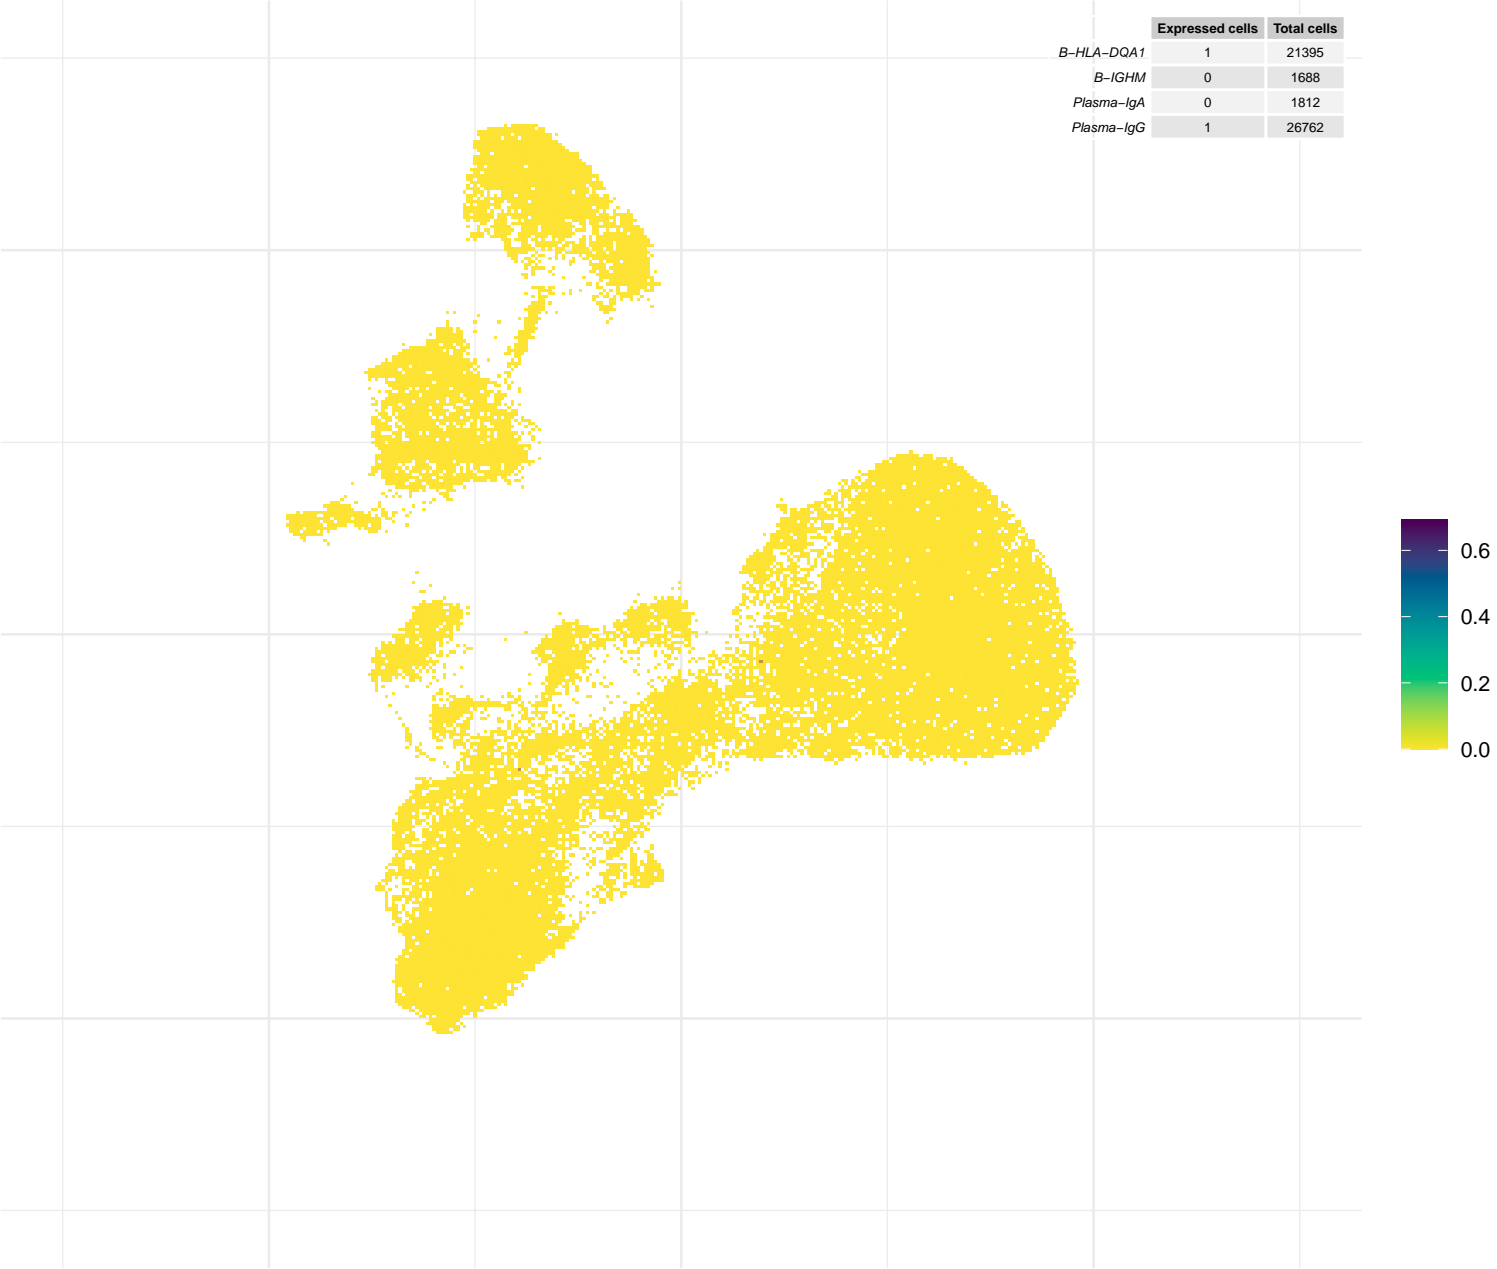 Expressed cells Total cells
B−HLA−DQA1 1 21395
B−IGHM 0 1688
Plasma−IgA 0 1812
Plasma−IgG 1 26762
0.6
0.4
0.2
0.0